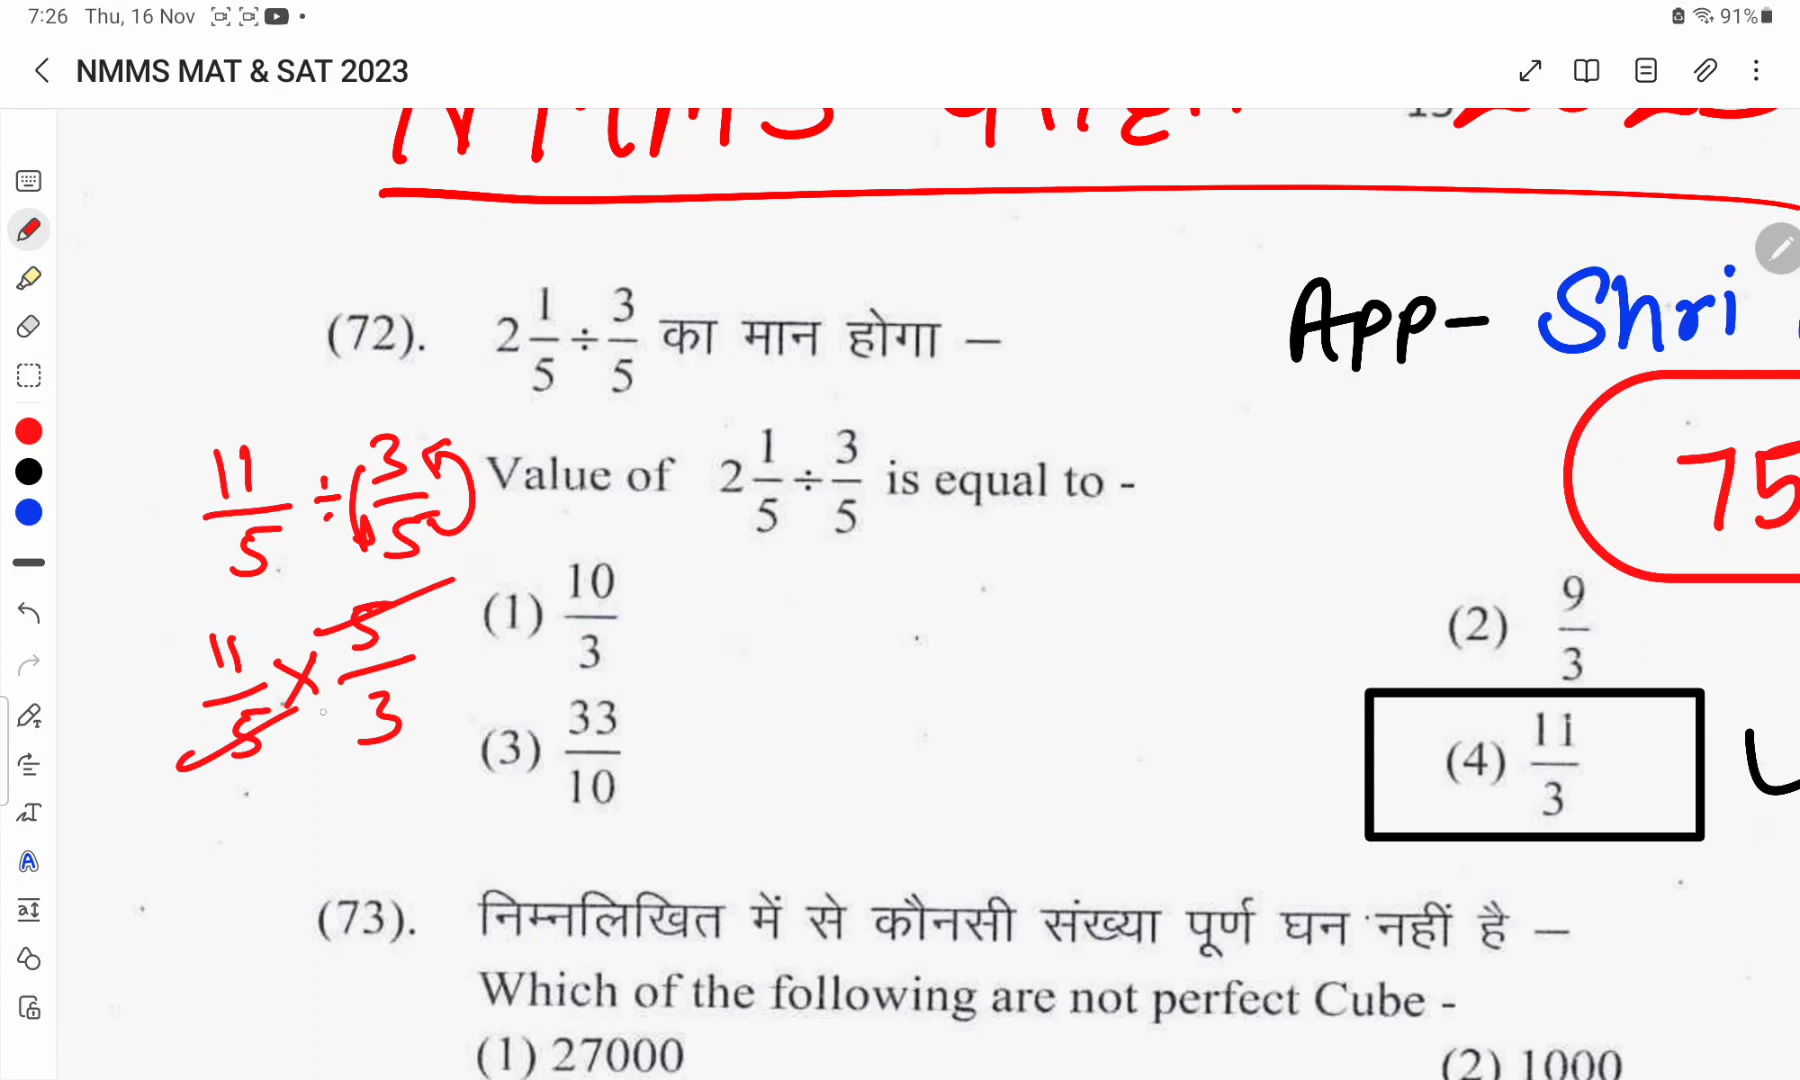 7:26 Thu, 16 Nov 91%
NMMS MAT & SAT 2023
NMMS
App- Shri
75
(72). 2 1/5 ÷ 3/5 का मान होगा –
11/5 ÷ (3/5
Value of 2 1/5 ÷ 3/5 is equal to -
11/5 × 5/3
(1) 10/3 (2) 9/3
(3) 33/10 (4) 11/3
(73). निम्नलिखित में से कौनसी संख्या पूर्ण घन नहीं है –
Which of the following are not perfect Cube -
(1) 27000 (2) 1000